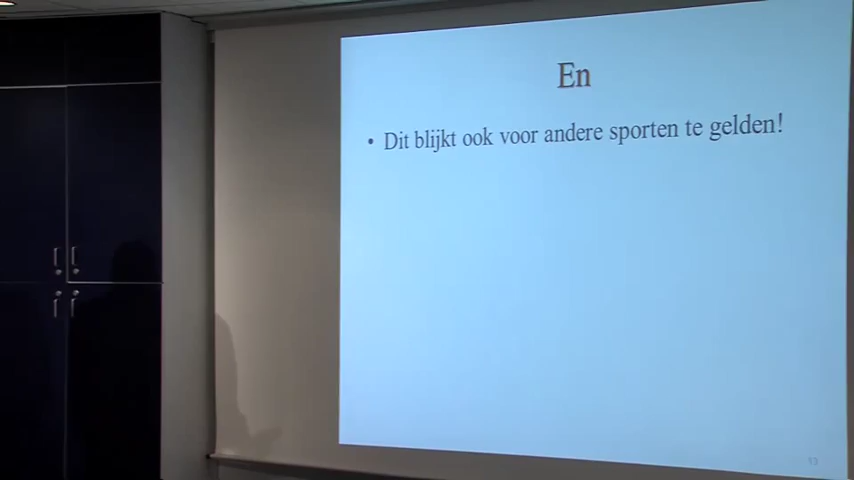 En
• Dit blijkt ook voor andere sporten te gelden!